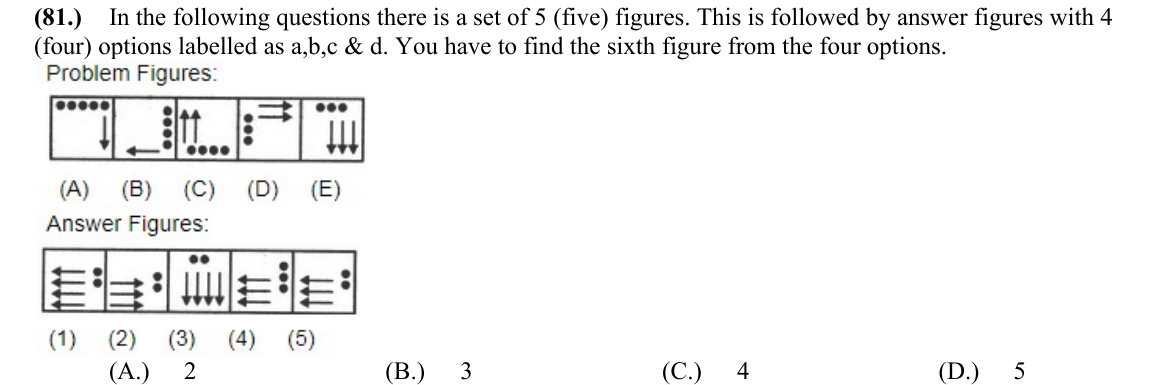 (81.) In the following questions there is a set of 5 (five) figures. This is followed by answer figures with 4
(four) options labelled as a,b,c & d. You have to find the sixth figure from the four options.
Problem Figures:
(A) (B) (C) (D) (E)
Answer Figures:
(1) (2) (3) (4) (5)
(A.) 2 (B.) 3 (C.) 4 (D.) 5